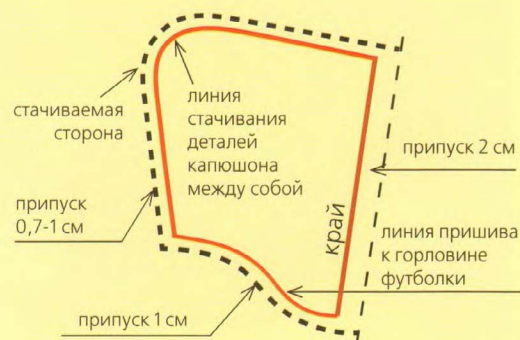 стачиваемая
сторона
линия
стачивания
деталей
капюшона
между собой
припуск 2 см
припуск
0,7-1 см
край
линия пришива
к горловине
футболки
припуск 1 см